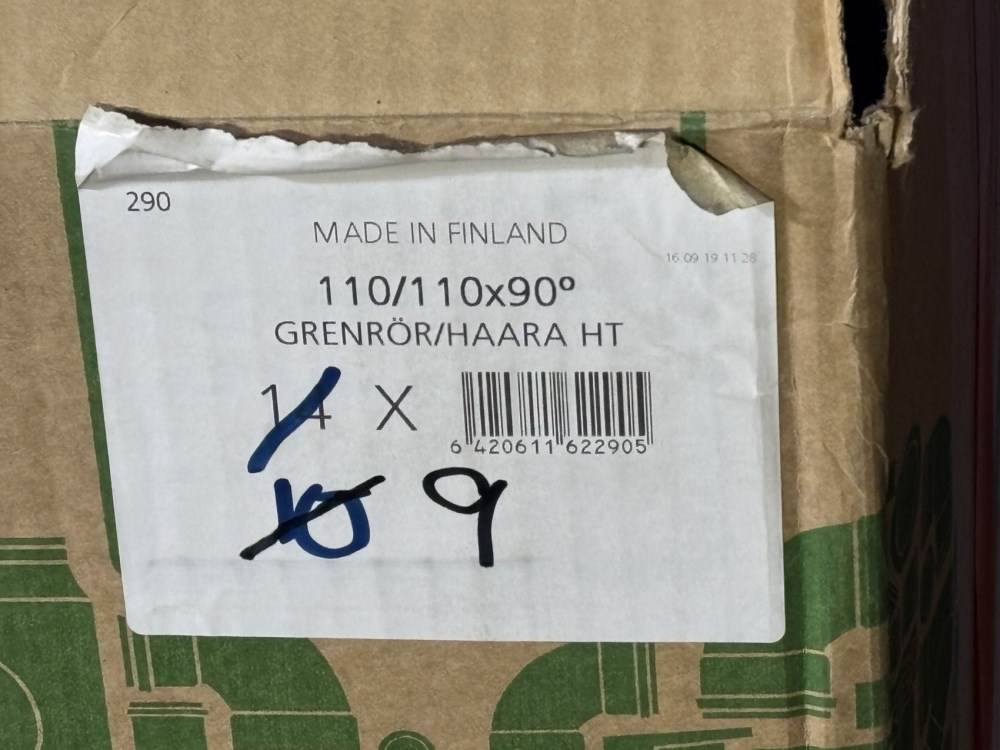 290
MADE IN FINLAND
16 09 19 11 28
110/110x90°
GRENRÖR/HAARA HT
14 X
6 420611 622905
10 9